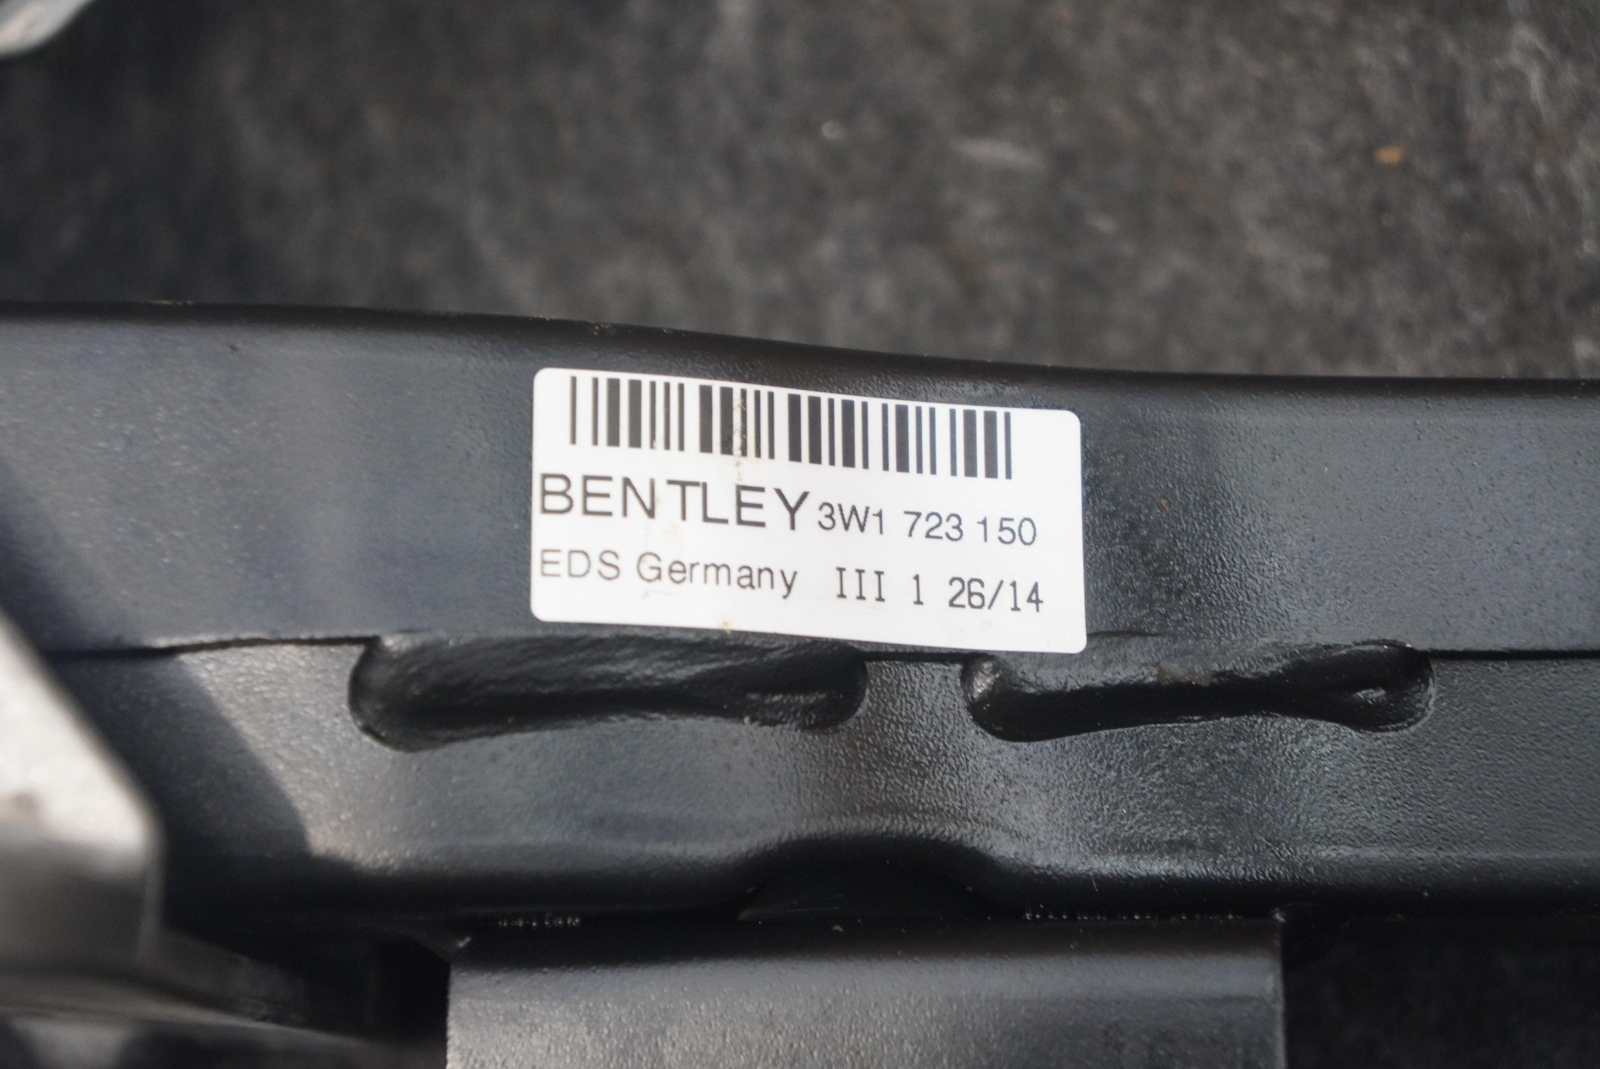 BENTLEY 3W1 723 150
EDS Germany III 1 26/14